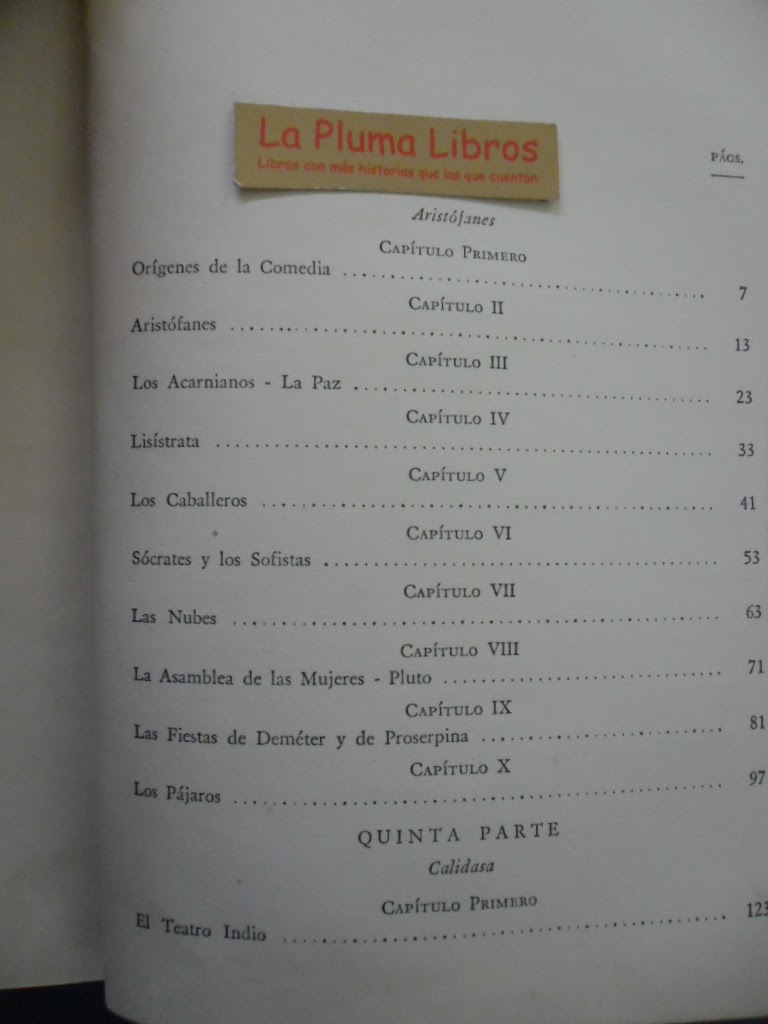 La Pluma Libros
Libros con más historias que las que cuentan.
PÁGS.
Aristófanes
CAPÍTULO PRIMERO
Orígenes de la Comedia ........................................ 7
CAPÍTULO II
Aristófanes ........................................ 13
CAPÍTULO III
Los Acarnianos - La Paz ........................................ 23
CAPÍTULO IV
Lisístrata ........................................ 33
CAPÍTULO V
Los Caballeros ........................................ 41
CAPÍTULO VI
Sócrates y los Sofistas ........................................ 53
CAPÍTULO VII
Las Nubes ........................................ 63
CAPÍTULO VIII
La Asamblea de las Mujeres - Pluto ........................................ 71
CAPÍTULO IX
Las Fiestas de Deméter y de Proserpina ........................................ 81
CAPÍTULO X
Los Pájaros ........................................ 97
QUINTA PARTE
Calidasa
CAPÍTULO PRIMERO
El Teatro Indio ........................................ 123